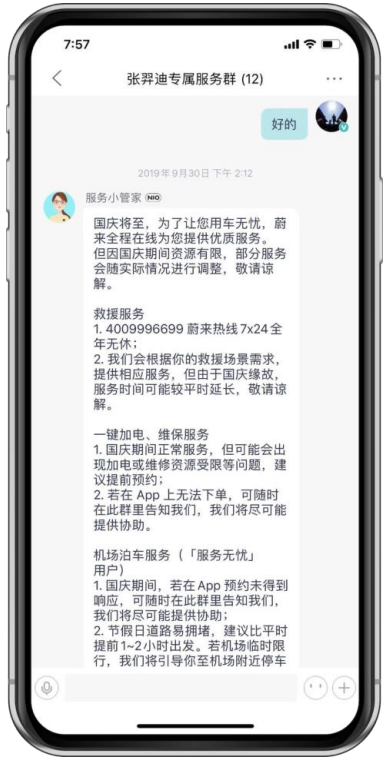 7:57
张羿迪专属服务群 (12)
好的
2019年9月30日 下午 2:12
服务小管家 NIO
国庆将至，为了让您用车无忧，蔚
来全程在线为您提供优质服务。
但因国庆期间资源有限，部分服务
会随实际情况进行调整，敬请谅
解。
救援服务
1. 4009996699 蔚来热线 7x24 全
年无休；
2. 我们会根据你的救援场景需求，
提供相应服务，但由于国庆缘故，
服务时间可能较平时延长，敬请谅
解。
一键加电、维保服务
1. 国庆期间正常服务，但可能会出
现加电或维修资源受限等问题，建
议提前预约；
2. 若在 App 上无法下单，可随时
在此群里告知我们，我们将尽可能
提供协助。
机场泊车服务（「服务无忧」
用户）
1. 国庆期间，若在 App 预约未得到
响应，可随时在此群里告知我们，
我们将尽可能提供协助；
2. 节假日道路易拥堵，建议比平时
提前1~2小时出发。若机场临时限
行，我们将引导你至机场附近停车